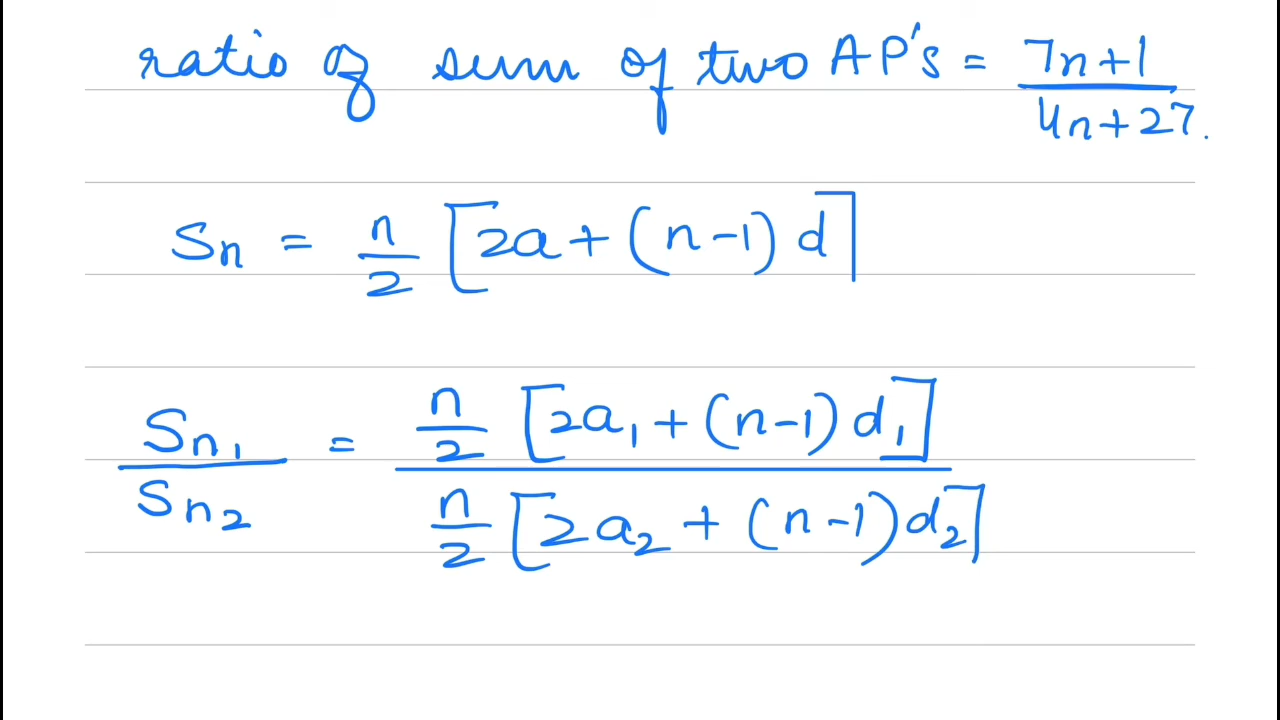 ratio of sum of two AP's = 7n+1 / 4n+27.
Sn = n/2 [2a + (n-1) d]
Sn1 / Sn2 = n/2 [2a1 + (n-1) d1] / n/2 [2a2 + (n-1) d2]